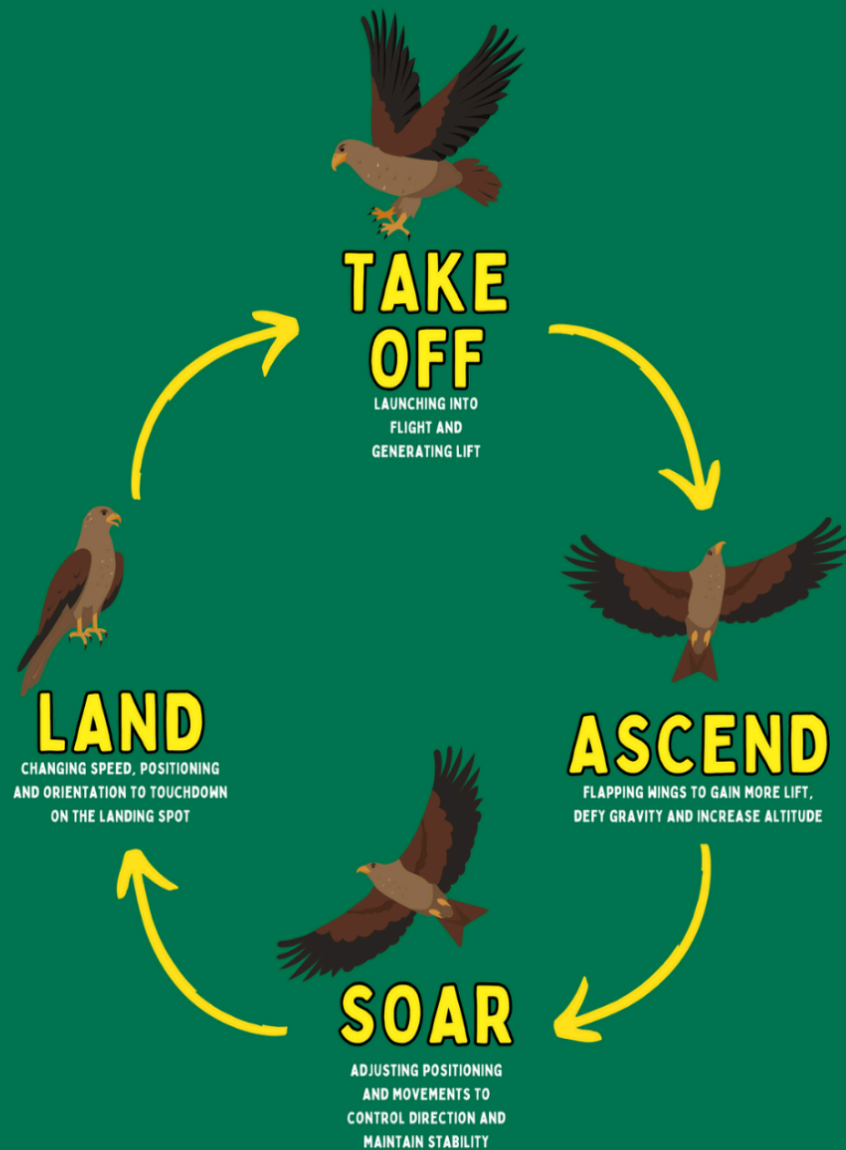 TAKE
OFF
LAUNCHING INTO
FLIGHT AND
GENERATING LIFT
ASCEND
FLAPPING WINGS TO GAIN MORE LIFT,
DEFY GRAVITY AND INCREASE ALTITUDE
SOAR
ADJUSTING POSITIONING
AND MOVEMENTS TO
CONTROL DIRECTION AND
MAINTAIN STABILITY
LAND
CHANGING SPEED, POSITIONING
AND ORIENTATION TO TOUCHDOWN
ON THE LANDING SPOT